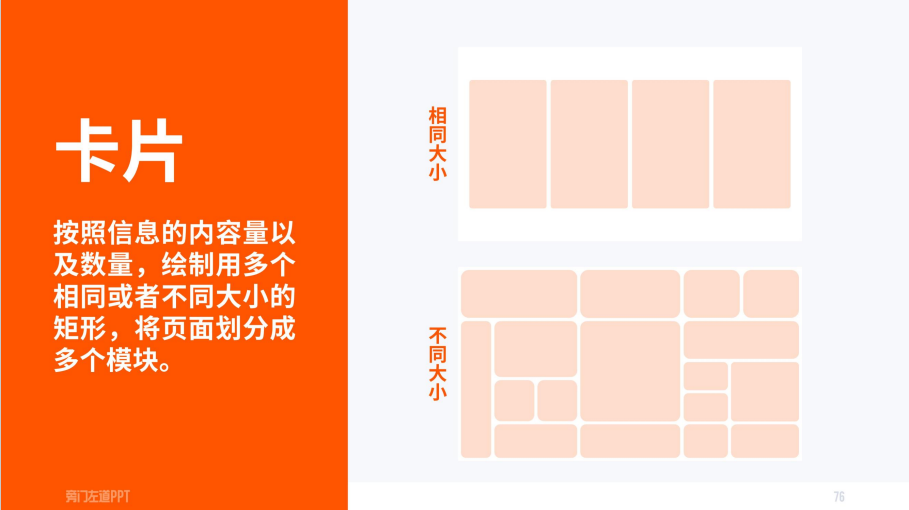 卡片
按照信息的内容量以
及数量，绘制用多个
相同或者不同大小的
矩形，将页面划分成
多个模块。
相同大小
不同大小
旁门左道PPT
76